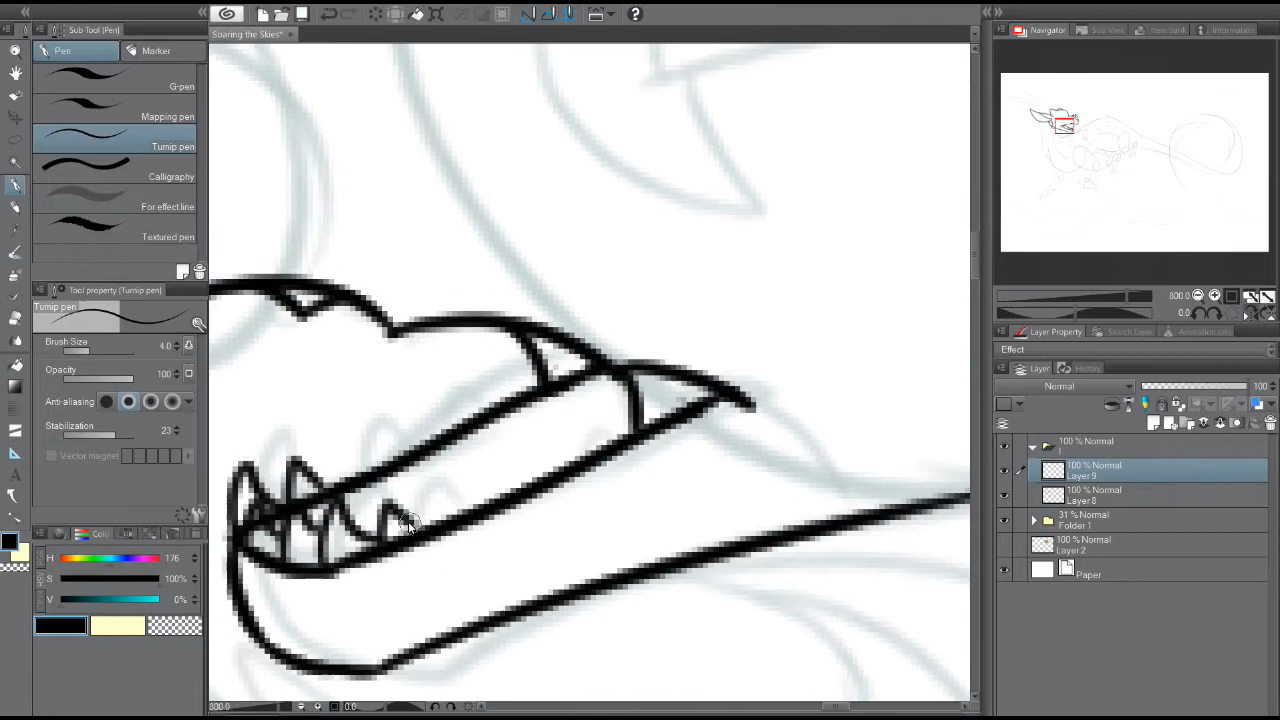 Sub Tool (Pen)
Pen
Marker
G-pen
Mapping pen
Turnip pen
Calligraphy
For effect line
Textured pen
Tool property [Turnip pen]
Turnip pen
Brush Size 4.0
Opacity 100
Anti-aliasing
Stabilization 23
Vector magnet
Colo
H 176
S 100%
V 0%
Soaring the Skies*
800.0
0.0
Navigator
Sub View
Item bank
Information
800.0
0.0
Layer Property
Search Layer
Animation cels
Effect
Layer
History
Normal 100
100 % Normal
100 % Normal
Layer 9
100 % Normal
Layer 8
31 % Normal
Folder 1
100 % Normal
Layer 2
Paper